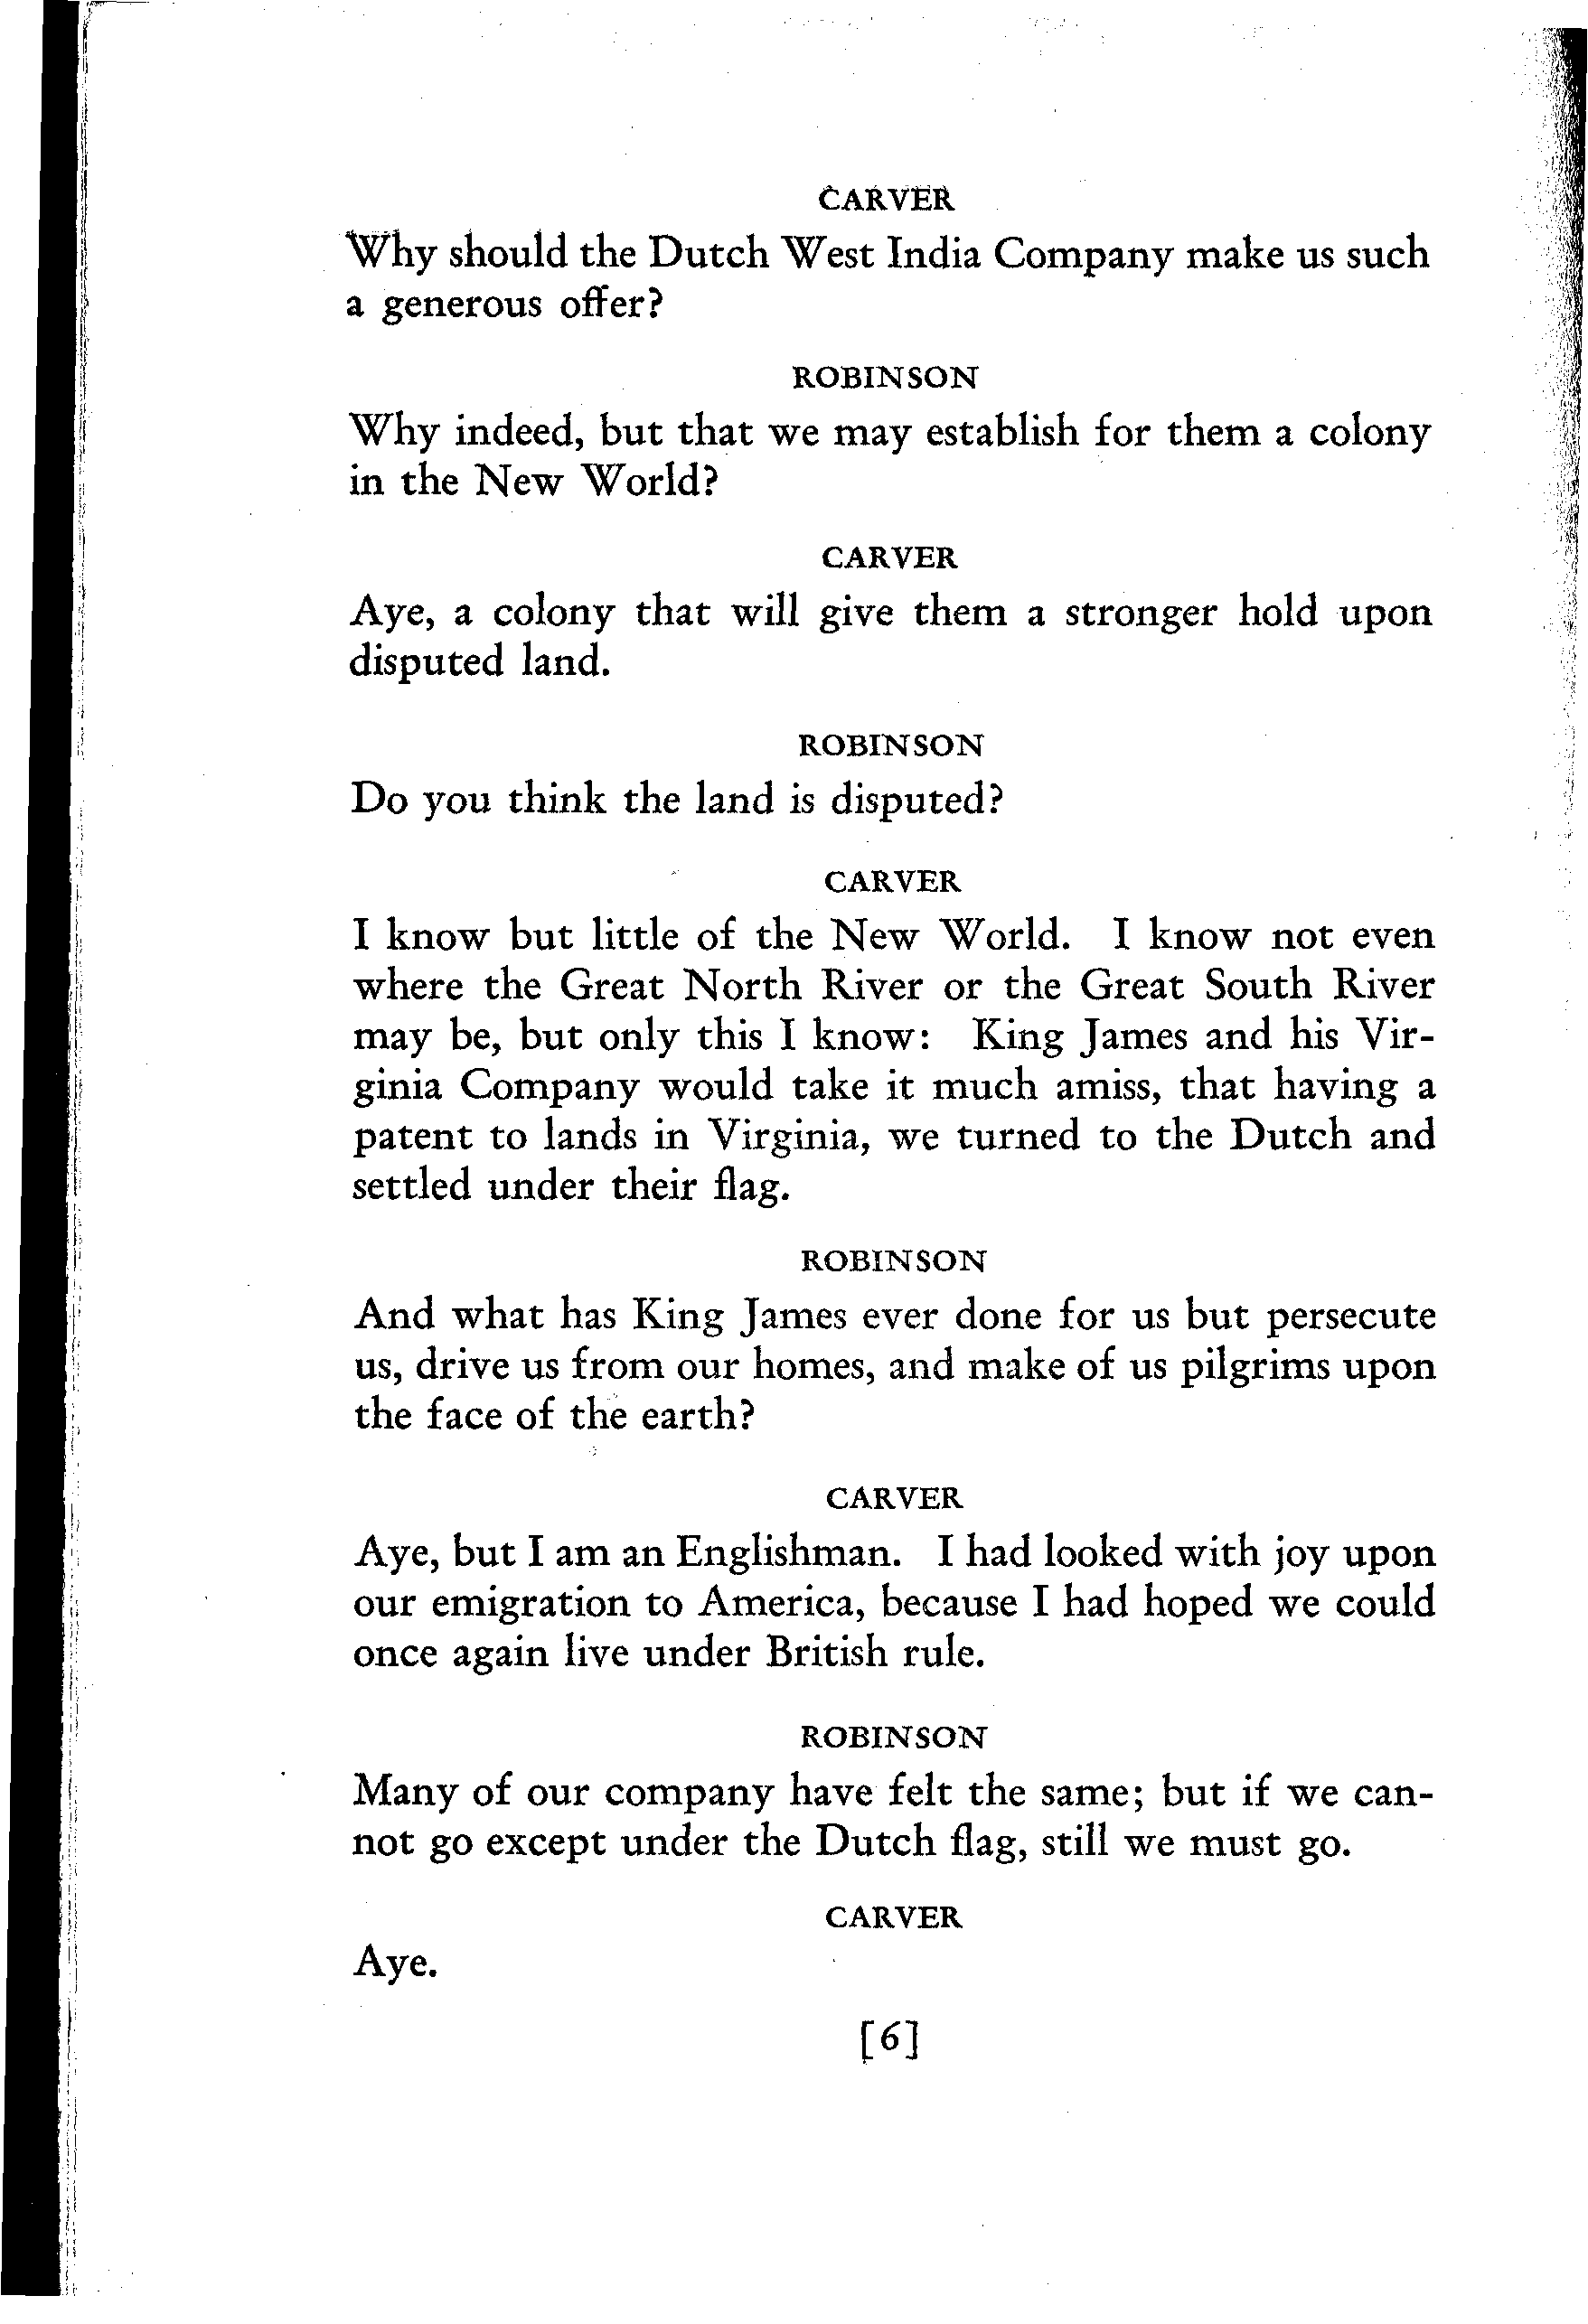 CARVER
Why should the Dutch West India Company make us such
a generous offer?
ROBINSON
Why indeed, but that we may establish for them a colony
in the New World?
CARVER
Aye, a colony that will give them a stronger hold upon
disputed land.
ROBINSON
Do you think the land is disputed?
CARVER
I know but little of the New World. I know not even
where the Great North River or the Great South River
may be, but only this I know: King James and his Vir-
ginia Company would take it much amiss, that having a
patent to lands in Virginia, we turned to the Dutch and
settled under their flag.
ROBINSON
And what has King James ever done for us but persecute
us, drive us from our homes, and make of us pilgrims upon
the face of the earth?
CARVER
Aye, but I am an Englishman. I had looked with joy upon
our emigration to America, because I had hoped we could
once again live under British rule.
ROBINSON
Many of our company have felt the same; but if we can-
not go except under the Dutch flag, still we must go.
CARVER
Aye.
[6]